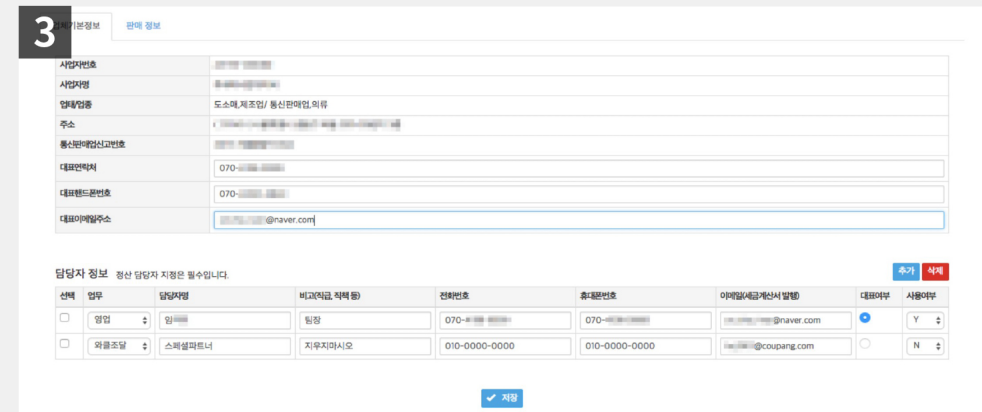 3
업체기본정보 판매 정보
사업자번호
사업자명
업태/업종 도소매,제조업/ 통신판매업,의류
주소
통신판매업신고번호
대표연락처 070-
대표핸드폰번호 070-
대표이메일주소 @naver.com
담당자 정보 정산 담당자 지정은 필수입니다. 추가 삭제
선택 업무 담당자명 비고(직급, 직책 등) 전화번호 휴대폰번호 이메일(세금계산서 발행) 대표여부 사용여부
영업 임 팀장 070- 070- @naver.com Y
와클조달 스페셜파트너 지우지마시오 010-0000-0000 010-0000-0000 @coupang.com N
저장